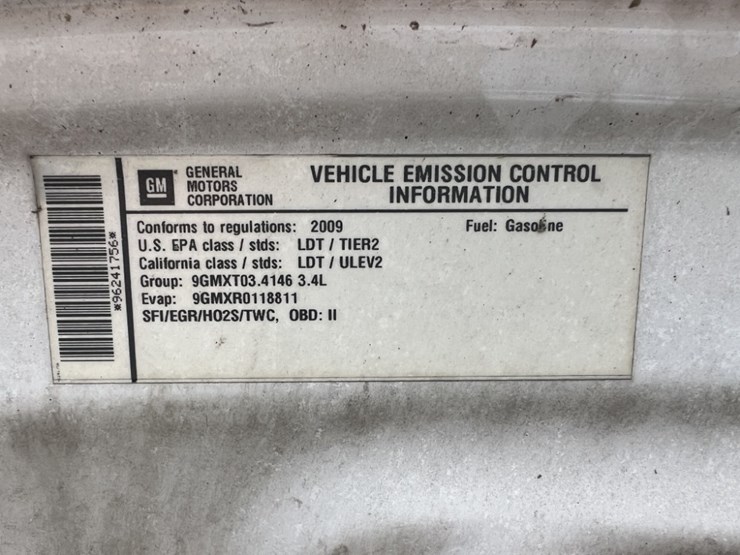 *96241756*
GM GENERAL MOTORS CORPORATION
VEHICLE EMISSION CONTROL
INFORMATION
Conforms to regulations: 2009
Fuel: Gasoline
U.S. EPA class / stds: LDT / TIER2
California class / stds: LDT / ULEV2
Group: 9GMXT03.4146 3.4L
Evap: 9GMXR0118811
SFI/EGR/HO2S/TWC, OBD: II